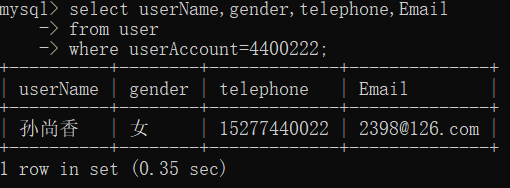 mysql> select userName,gender,telephone,Email
-> from user
-> where userAccount=4400222;
+----------+--------+-------------+--------------+
| userName | gender | telephone | Email |
+----------+--------+-------------+--------------+
| 孙尚香 | 女 | 15277440022 | 2398@126.com |
+----------+--------+-------------+--------------+
1 row in set (0.35 sec)